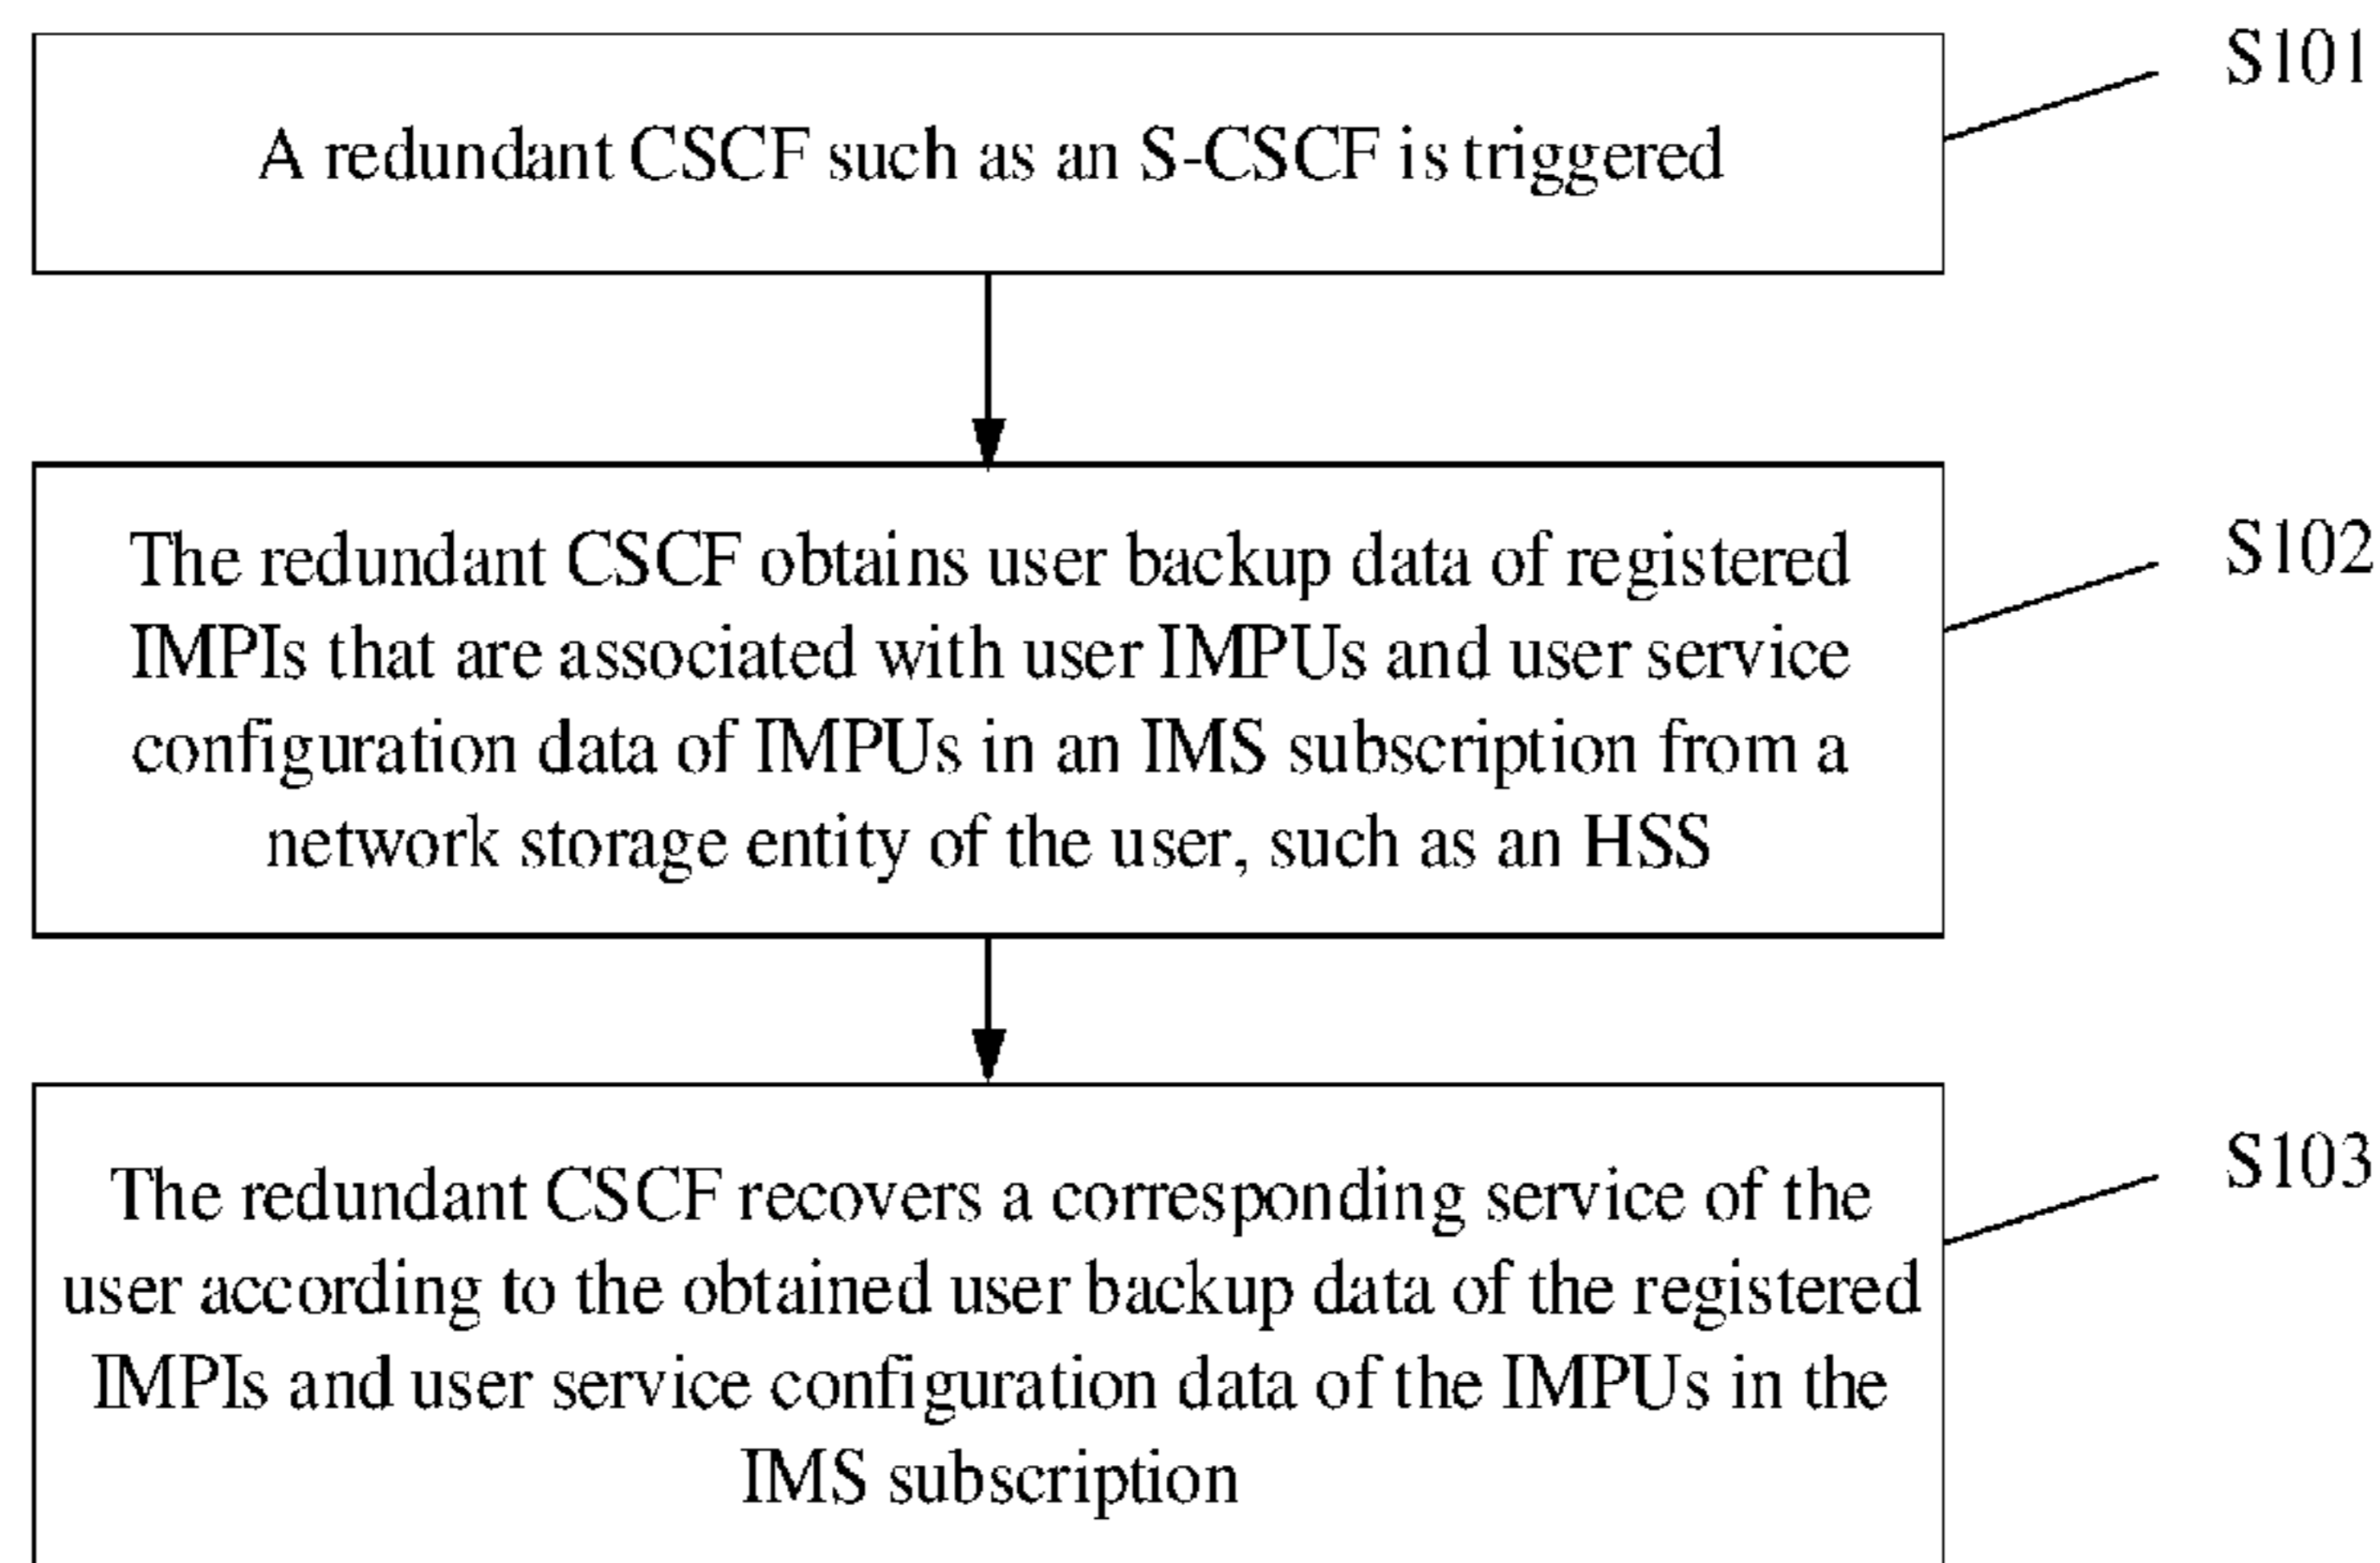 A redundant CSCF such as an S-CSCF is triggered
S101
The redundant CSCF obtains user backup data of registered
IMPIs that are associated with user IMPUs and user service
configuration data of IMPUs in an IMS subscription from a
network storage entity of the user, such as an HSS
S102
The redundant CSCF recovers a corresponding service of the
user according to the obtained user backup data of the registered
IMPIs and user service configuration data of the IMPUs in the
IMS subscription
S103